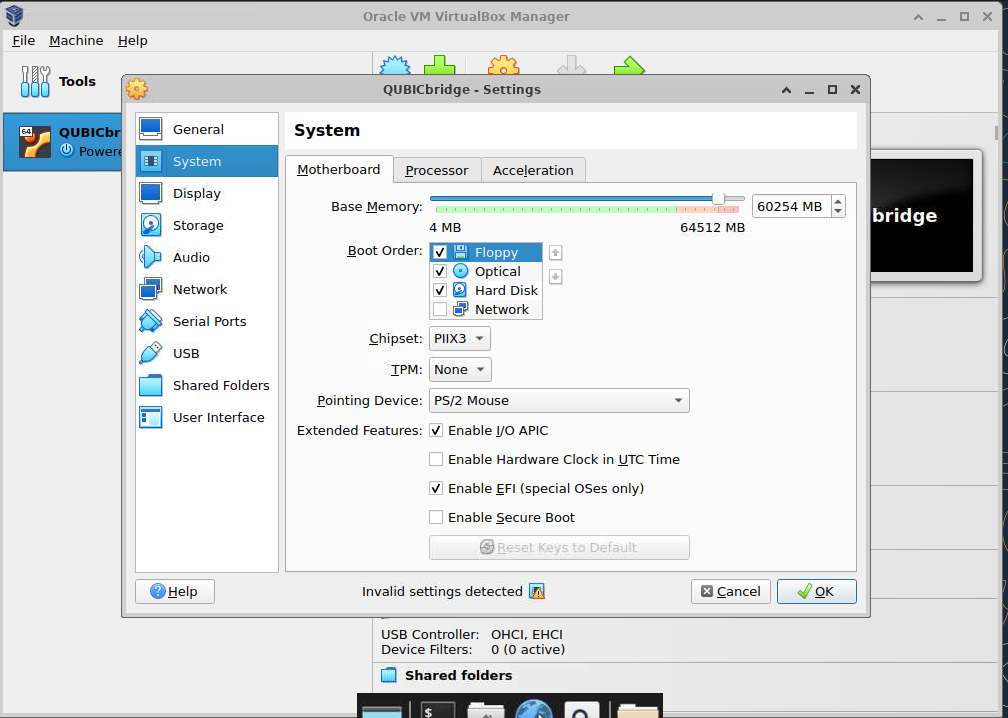 Oracle VM VirtualBox Manager
File Machine Help
Tools
QUBICbridge - Settings
64
QUBICbr
Powere
General
System
Display
Storage
Audio
Network
Serial Ports
USB
Shared Folders
User Interface
System
Motherboard Processor Acceleration
Base Memory: 60254 MB
4 MB 64512 MB
Boot Order: Floppy
Optical
Hard Disk
Network
Chipset: PIIX3
TPM: None
Pointing Device: PS/2 Mouse
Extended Features: Enable I/O APIC
Enable Hardware Clock in UTC Time
Enable EFI (special OSes only)
Enable Secure Boot
Reset Keys to Default
Help Invalid settings detected Cancel OK
bridge
USB Controller: OHCI, EHCI
Device Filters: 0 (0 active)
Shared folders
$